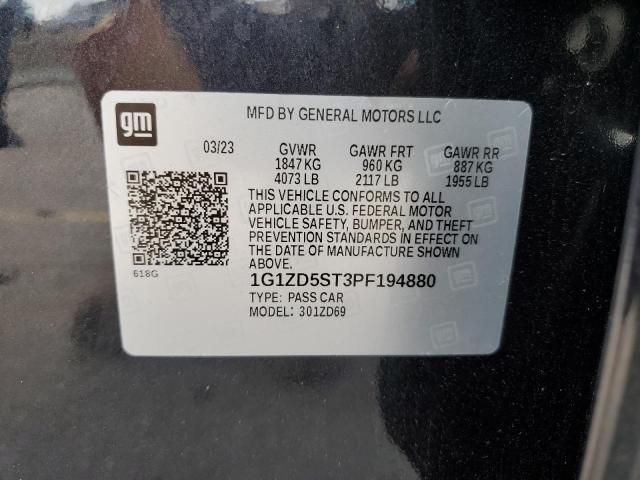 gm
MFD BY GENERAL MOTORS LLC
03/23 GVWR GAWR FRT GAWR RR
1847 KG 960 KG 887 KG
4073 LB 2117 LB 1955 LB
THIS VEHICLE CONFORMS TO ALL
APPLICABLE U.S. FEDERAL MOTOR
VEHICLE SAFETY, BUMPER, AND THEFT
PREVENTION STANDARDS IN EFFECT ON
THE DATE OF MANUFACTURE SHOWN
ABOVE.
618G
1G1ZD5ST3PF194880
TYPE: PASS CAR
MODEL: 301ZD69